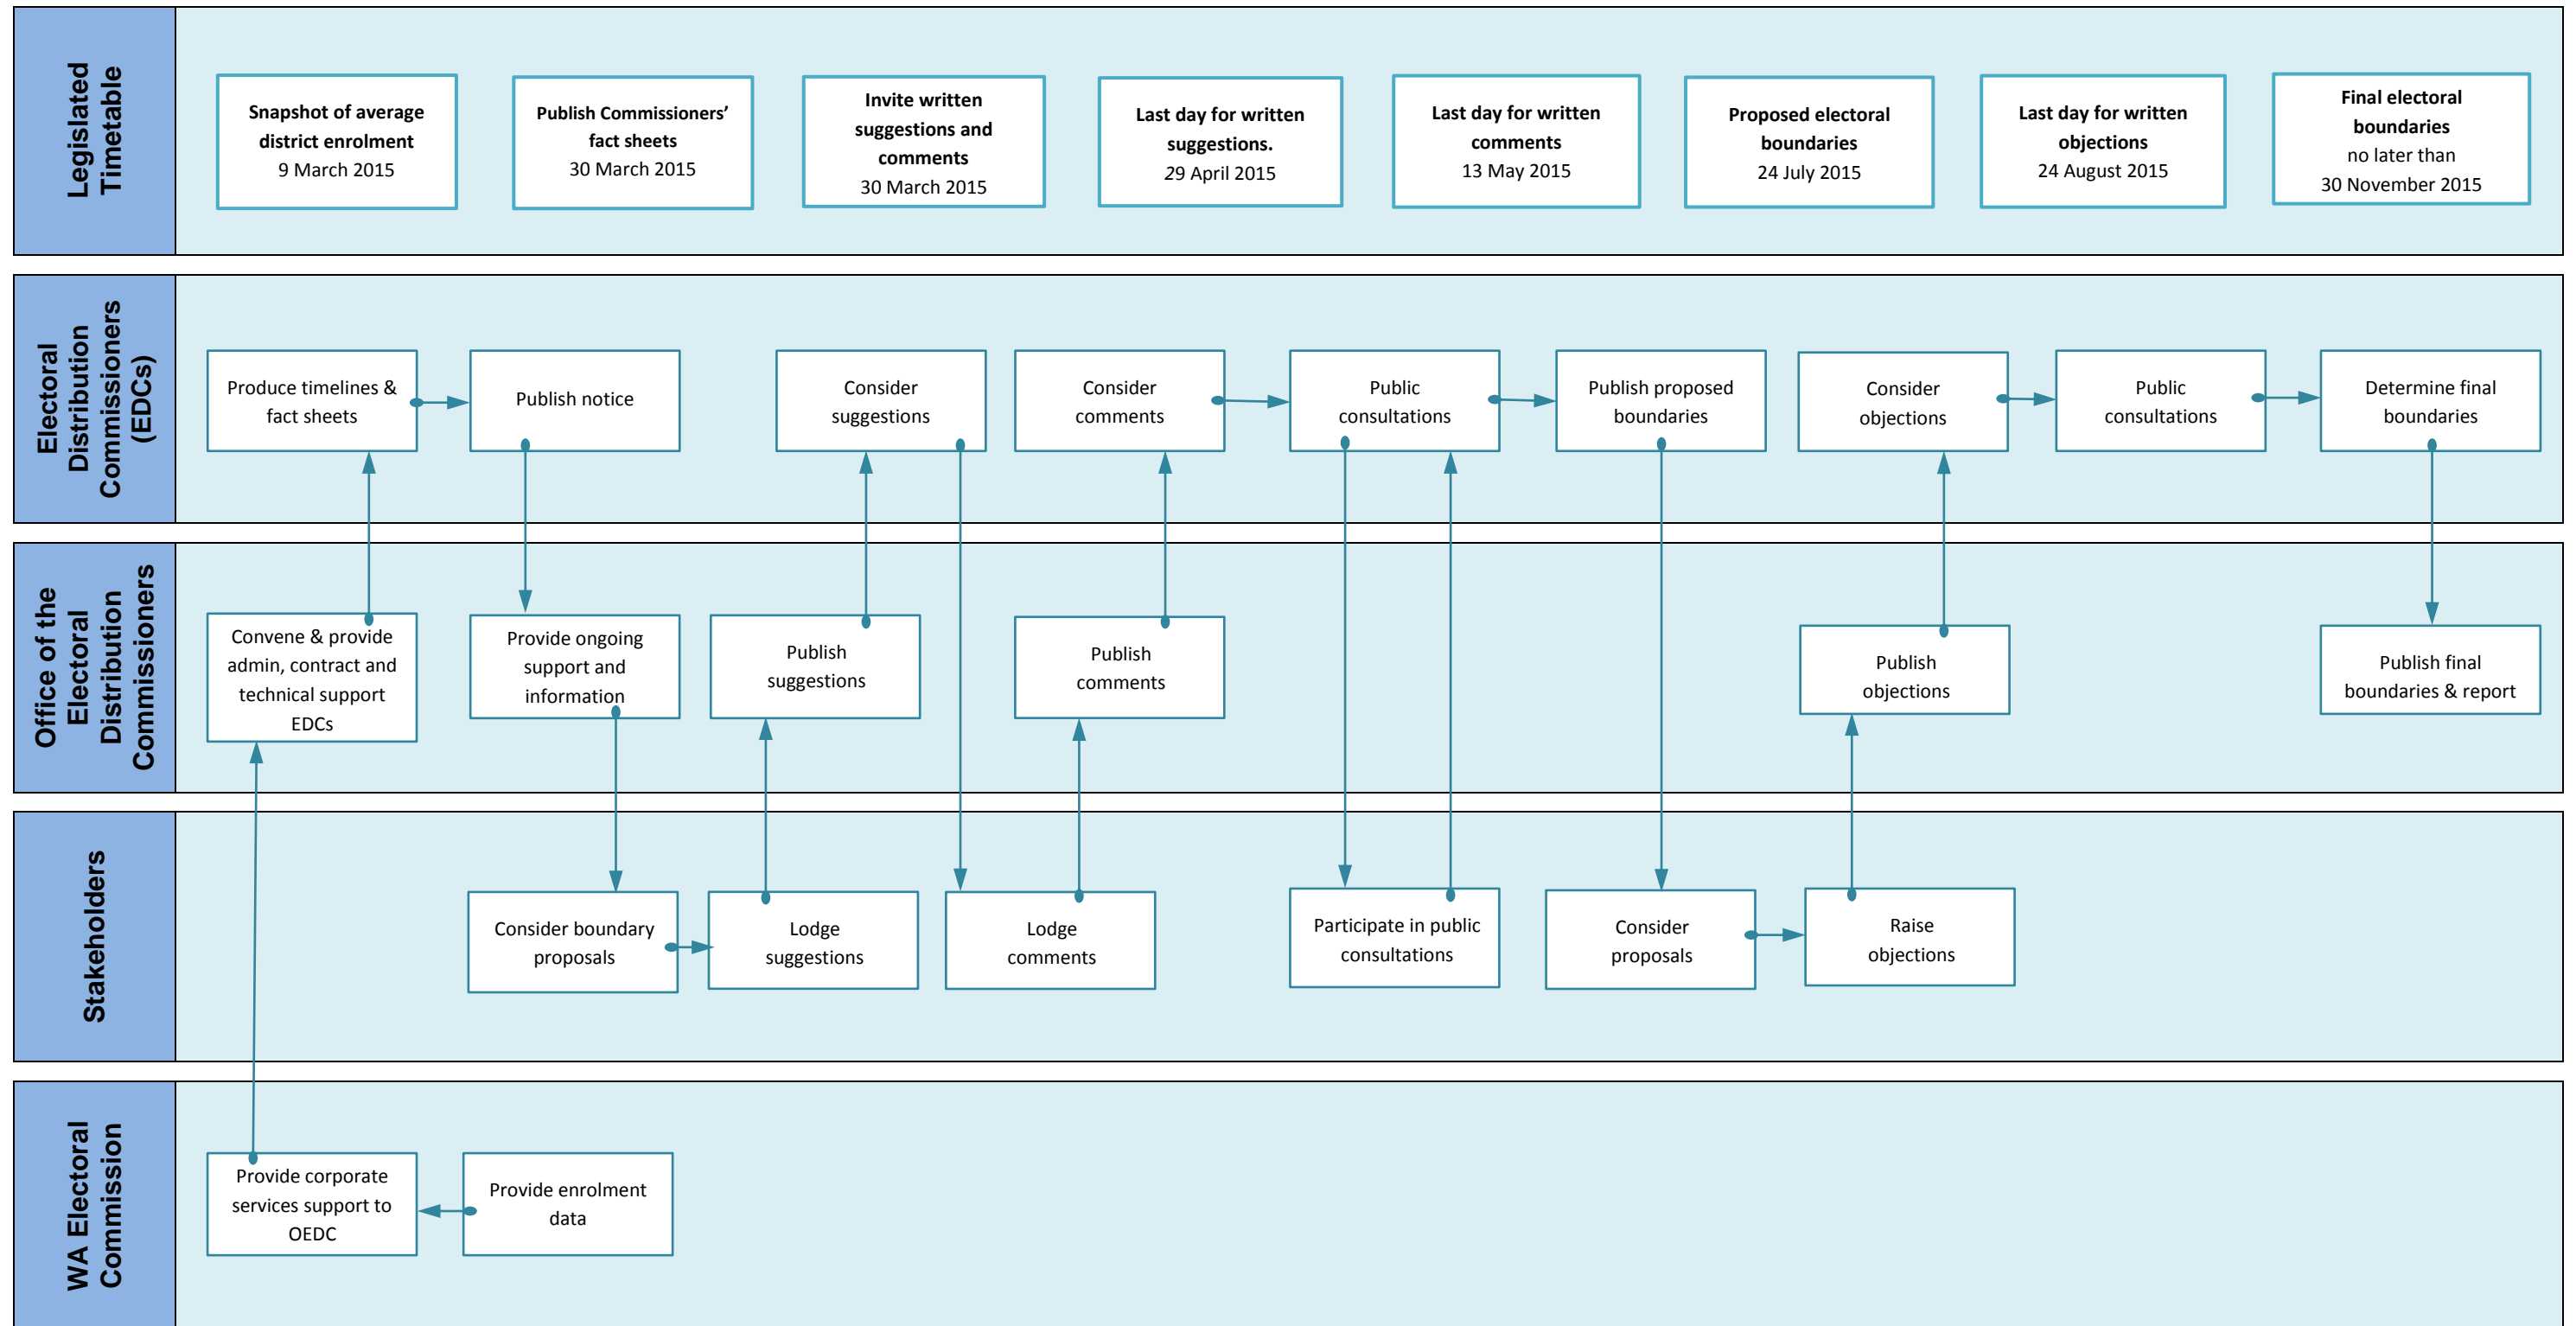 Legislated
Timetable
Snapshot of average
district enrolment
9 March 2015
Publish Commissioners’
fact sheets
30 March 2015
Invite written
suggestions and
comments
30 March 2015
Last day for written
suggestions.
29 April 2015
Last day for written
comments
13 May 2015
Proposed electoral
boundaries
24 July 2015
Last day for written
objections
24 August 2015
Final electoral
boundaries
no later than
30 November 2015
Electoral
Distribution
Commissioners
(EDCs)
Produce timelines &
fact sheets
Publish notice
Consider
suggestions
Consider
comments
Public
consultations
Publish proposed
boundaries
Consider
objections
Public
consultations
Determine final
boundaries
Office of the
Electoral
Distribution
Commissioners
Convene & provide
admin, contract and
technical support
EDCs
Provide ongoing
support and
information
Publish
suggestions
Publish
comments
Publish
objections
Publish final
boundaries & report
Stakeholders
Consider boundary
proposals
Lodge
suggestions
Lodge
comments
Participate in public
consultations
Consider
proposals
Raise
objections
WA Electoral
Commission
Provide corporate
services support to
OEDC
Provide enrolment
data